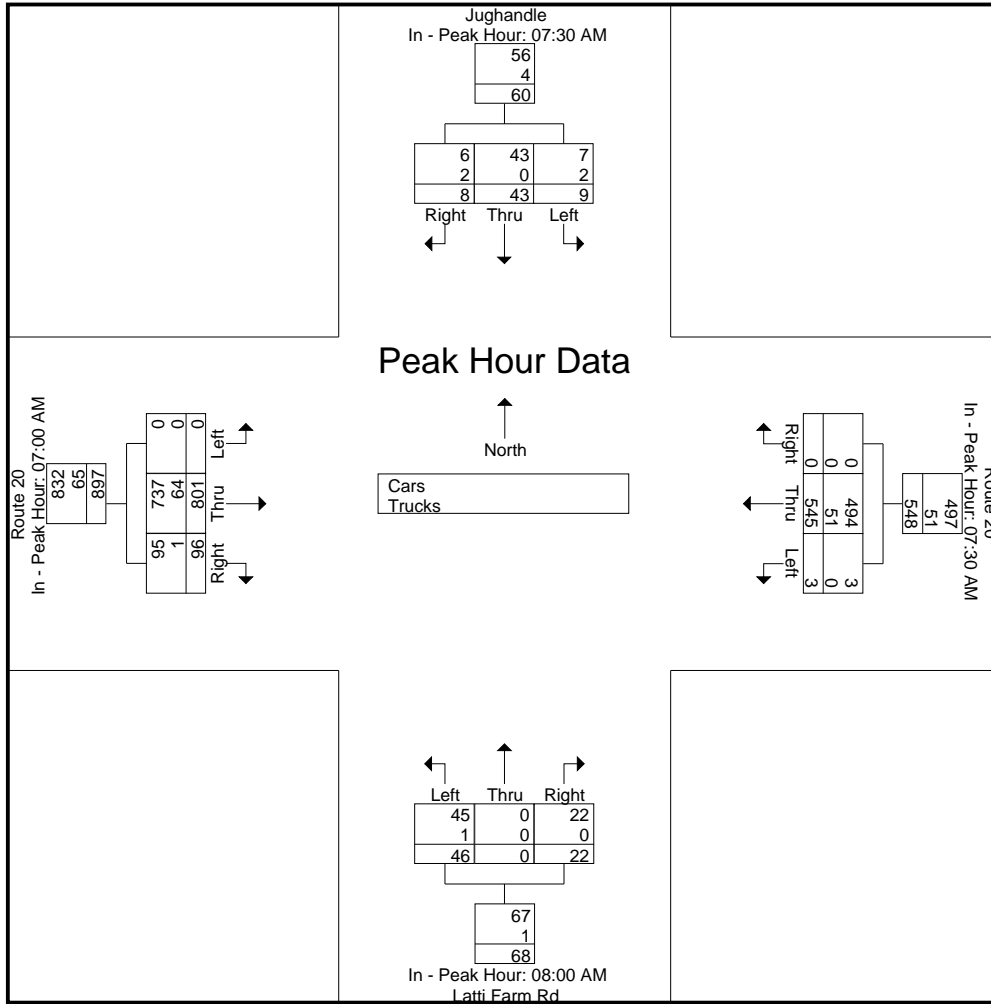 Jughandle
In - Peak Hour: 07:30 AM
56
4
60
6 43 7
2 0 2
8 43 9
Right Thru Left
Peak Hour Data
North
Cars
Trucks
Route 20
In - Peak Hour: 07:00 AM
832
65
897
0 0 0
737 64 801
95 1 96
Left
Thru
Right
Right
Thru
Left
0 0 0
545 51 494
3 0 3
497
51
548
In - Peak Hour: 07:30 AM
Route 20
Left Thru Right
45 0 22
1 0 0
46 0 22
67
1
68
In - Peak Hour: 08:00 AM
Latti Farm Rd